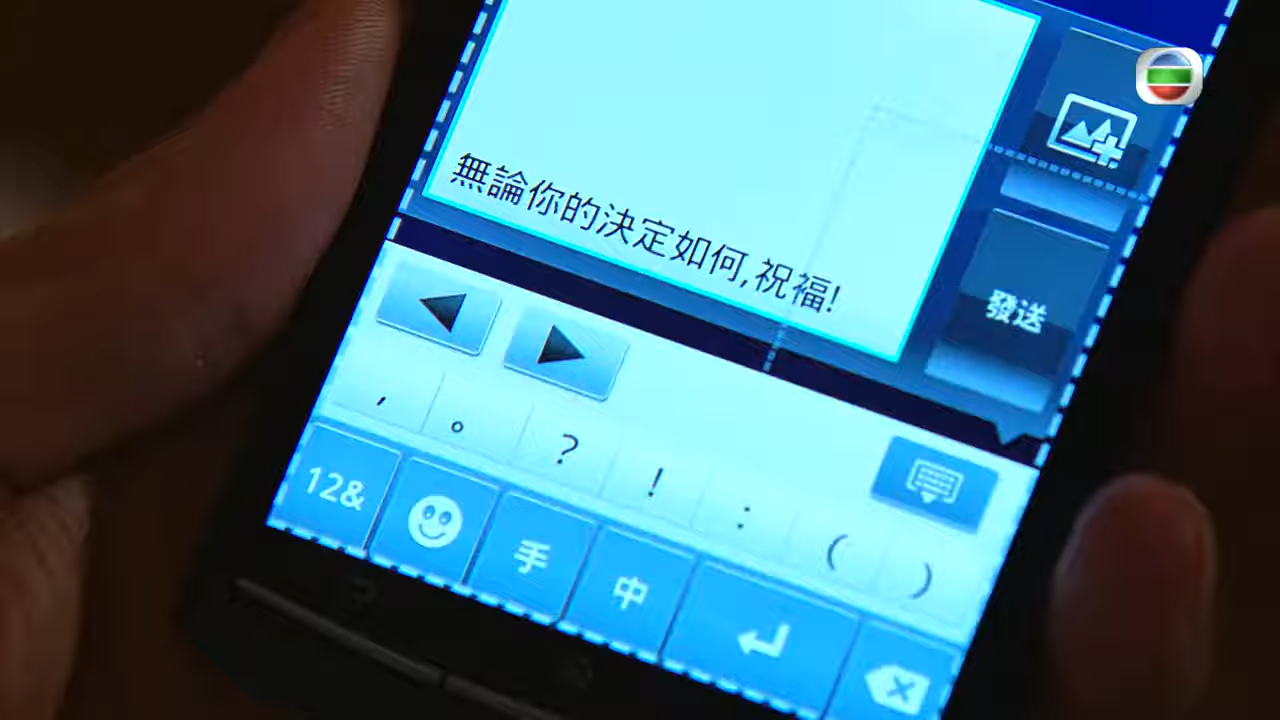 無論你的決定如何,祝福!
發送
, 。 ? ! : ( )
12& 手 中